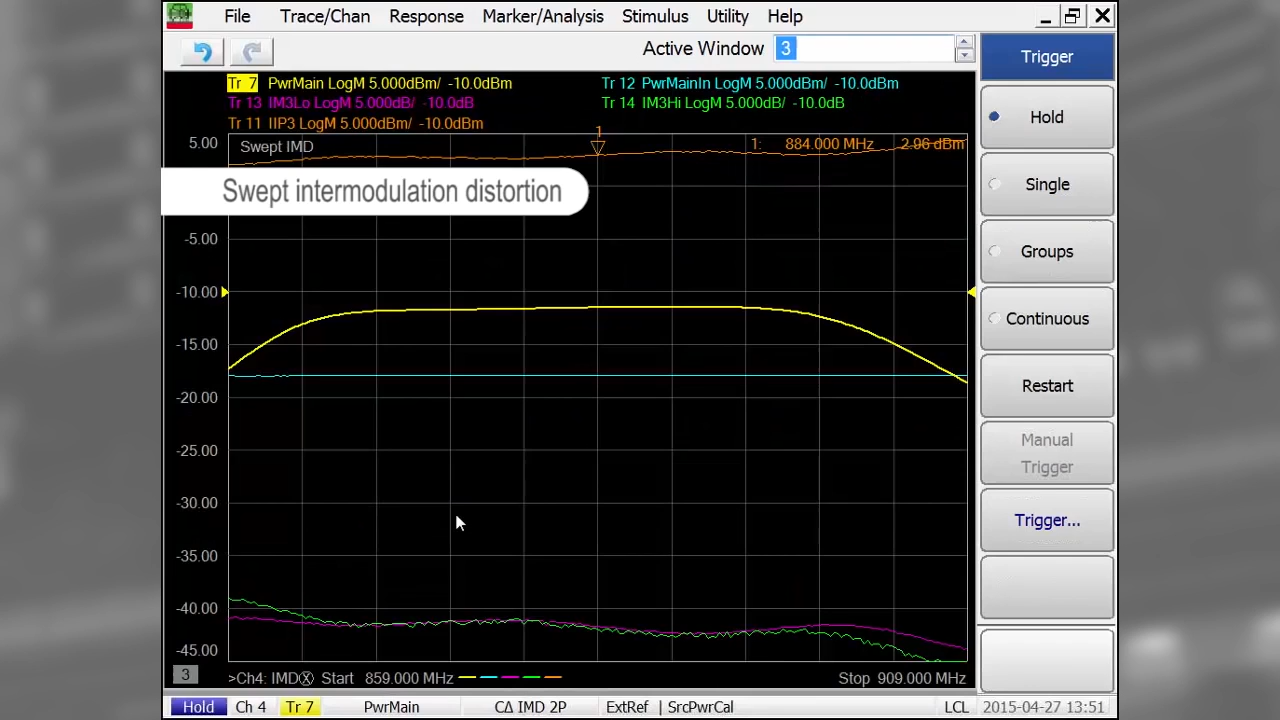 File Trace/Chan Response Marker/Analysis Stimulus Utility Help
Active Window 3
Trigger
Tr 7 PwrMain LogM 5.000dBm/ -10.0dBm Tr 12 PwrMainIn LogM 5.000dBm/ -10.0dBm
Tr 13 IM3Lo LogM 5.000dB/ -10.0dB Tr 14 IM3Hi LogM 5.000dB/ -10.0dB
Tr 11 IIP3 LogM 5.000dBm/ -10.0dBm
Hold
1
5.00 Swept IMD 1: 884.000 MHz 2.96 dBm
Swept intermodulation distortion
Single
-5.00
Groups
-10.00
Continuous
-15.00
Restart
-20.00
-25.00
Manual
Trigger
-30.00
Trigger...
-35.00
-40.00
-45.00
3 >Ch4: IMDX Start 859.000 MHz Stop 909.000 MHz
Hold Ch 4 Tr 7 PwrMain CΔ IMD 2P ExtRef SrcPwrCal LCL 2015-04-27 13:51